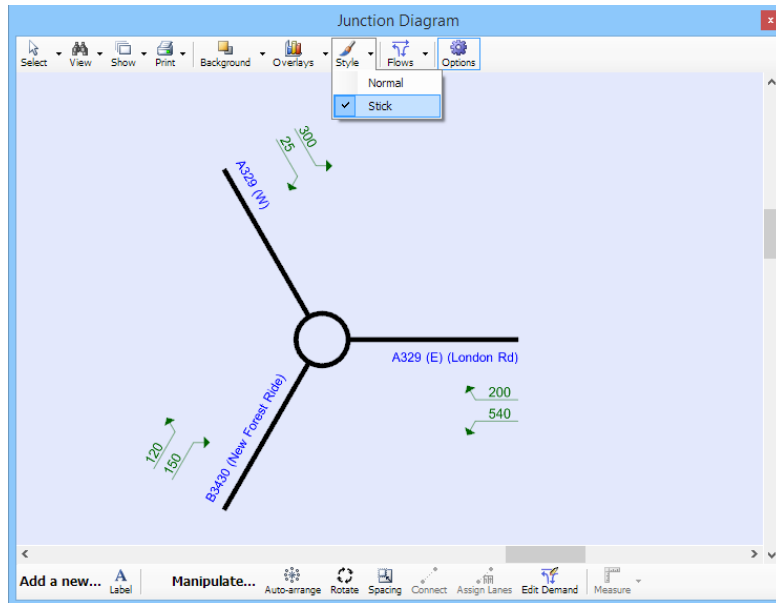 Junction Diagram
x
Select View Show Print Background Overlays Style Flows Options
Normal
Stick
300
25
A329 (W)
A329 (E) (London Rd)
200
540
B3430 (New Forest Ride)
120
150
Add a new... Label Manipulate... Auto-arrange Rotate Spacing Connect Assign Lanes Edit Demand Measure